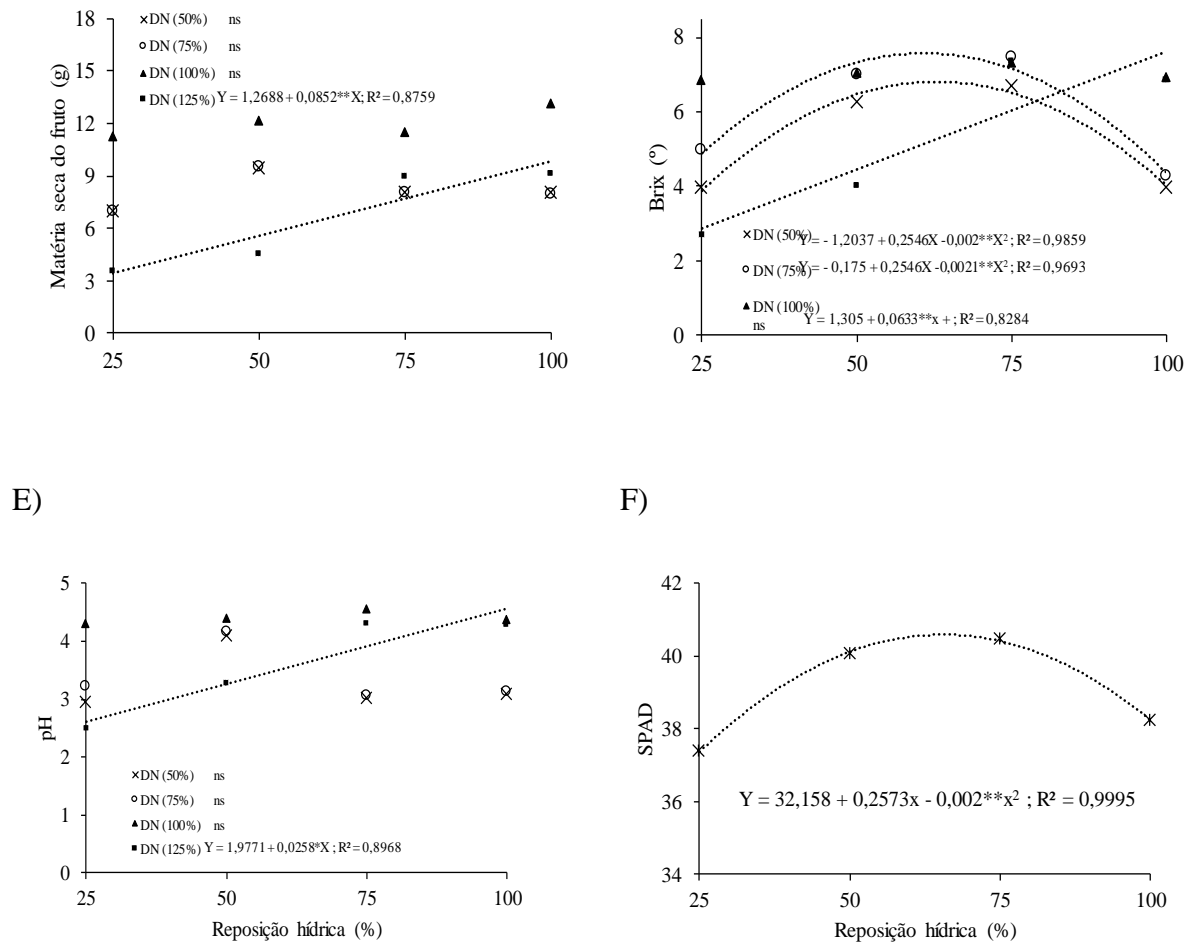 18
15
12
9
6
3
0
Matéria seca do fruto (g)
DN (50%) ns
DN (75%) ns
DN (100%) ns
DN (125%) Y = 1,2688 + 0,0852**X; R² = 0,8759
25 50 75 100
8
6
4
2
0
Brix (º)
DN (50%) Y = - 1,2037 + 0,2546X -0,002**X² ; R² = 0,9859
DN (75%) Y = -0,175 + 0,2546X -0,0021**X² ; R² = 0,9693
DN (100%)
ns
Y = 1,305 + 0,0633**x + ; R² = 0,8284
25 50 75 100
E)
F)
5
4
3
2
1
0
pH
DN (50%) ns
DN (75%) ns
DN (100%) ns
DN (125%) Y = 1,9771 + 0,0258*X ; R² = 0,8968
25 50 75 100
Reposição hídrica (%)
42
40
38
36
34
SPAD
Y = 32,158 + 0,2573x - 0,002**x² ; R² = 0,9995
25 50 75 100
Reposição hídrica (%)